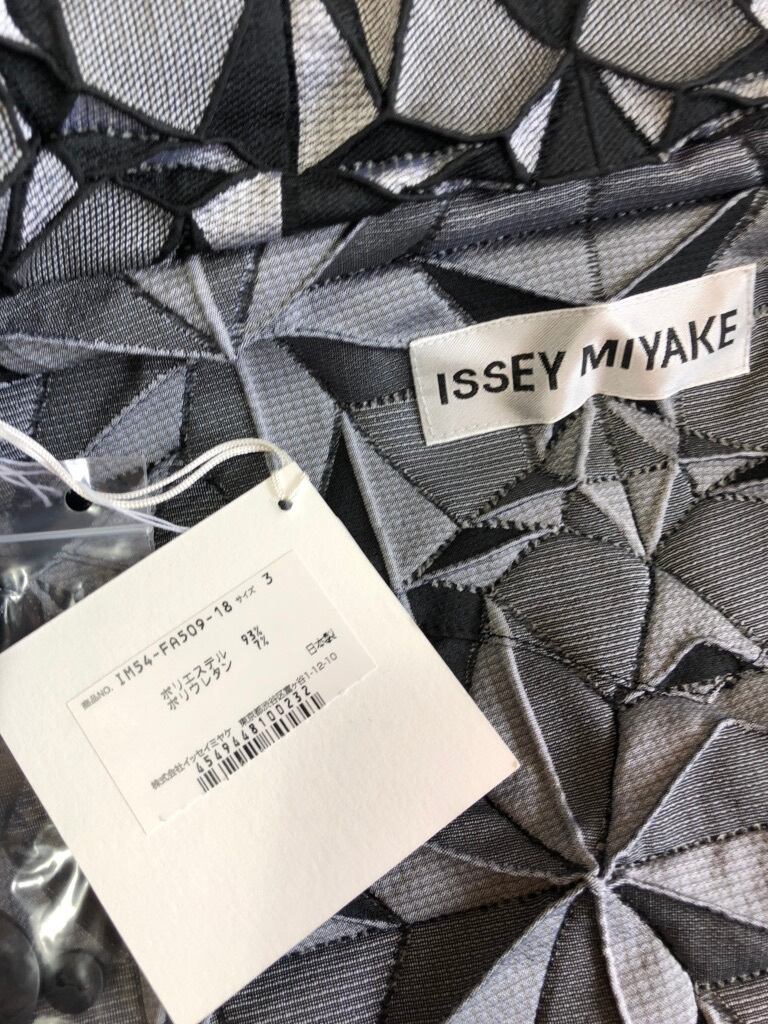 ISSEY MIYAKE
商品NO. IM54-FA509-18 サイズ 3
ポリエステル 93%
ポリウレタン 7%
日本製
株式会社イッセイミヤケ 東京都渋谷区富ヶ谷1-12-10
4549448100232